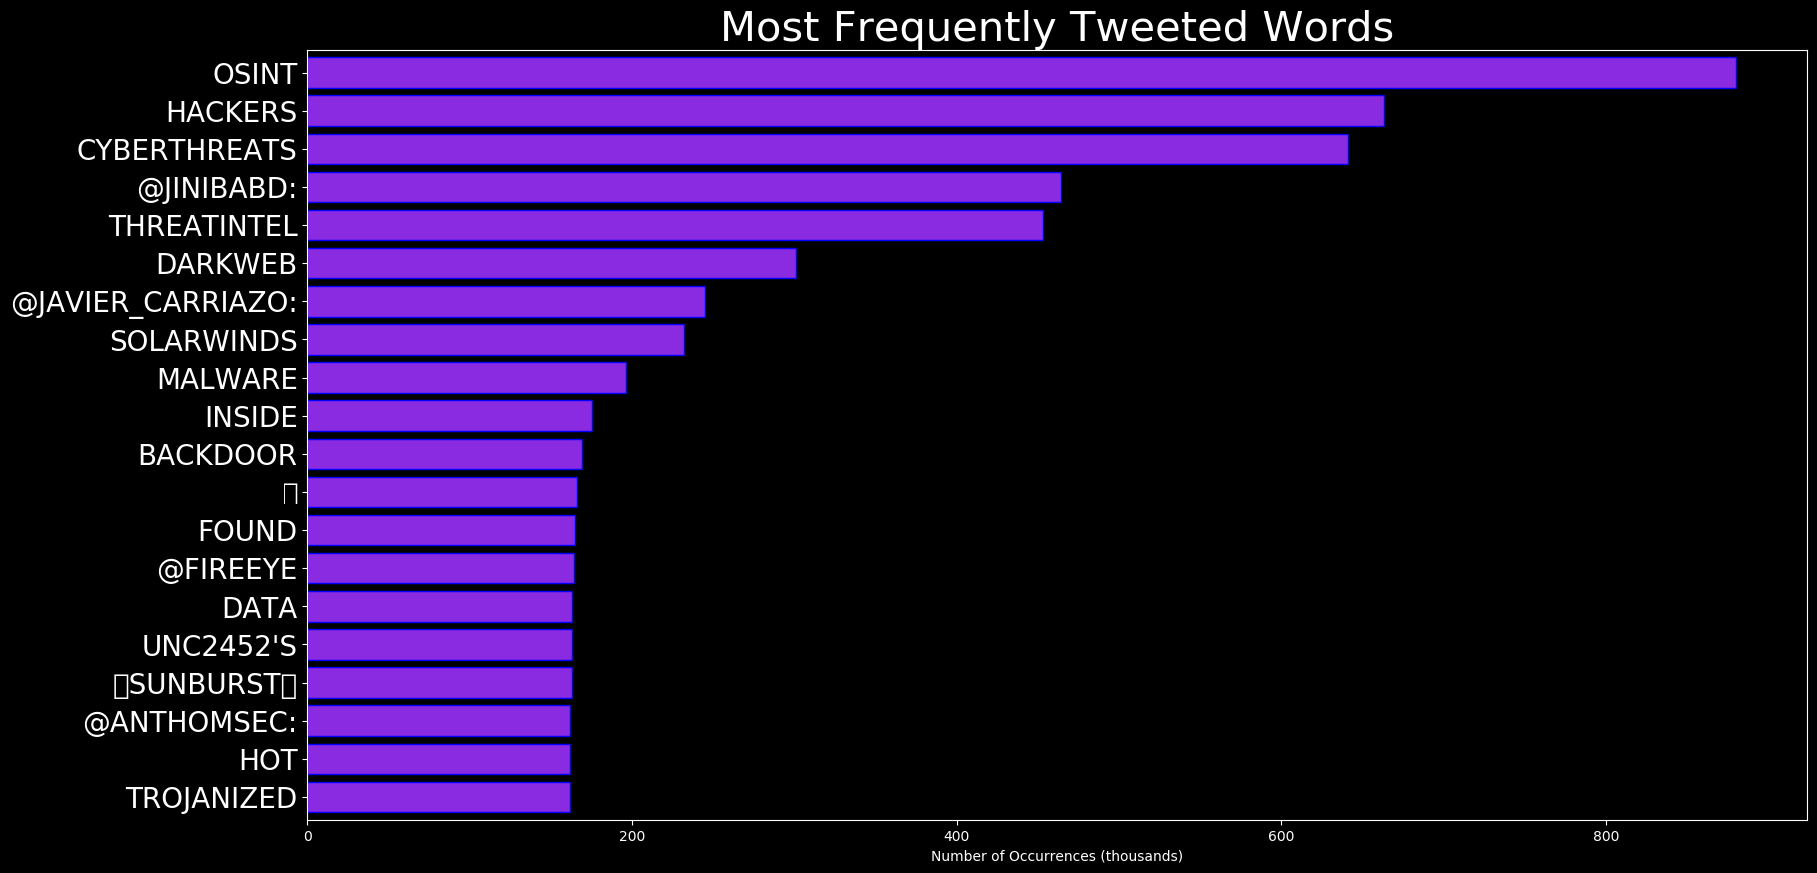 Most Frequently Tweeted Words
OSINT
HACKERS
CYBERTHREATS
@JINIBABD:
THREATINTEL
DARKWEB
@JAVIER_CARRIAZO:
SOLARWINDS
MALWARE
INSIDE
BACKDOOR
▯
FOUND
@FIREEYE
DATA
UNC2452'S
▯SUNBURST▯
@ANTHOMSEC:
HOT
TROJANIZED
0 200 400 600 800
Number of Occurrences (thousands)